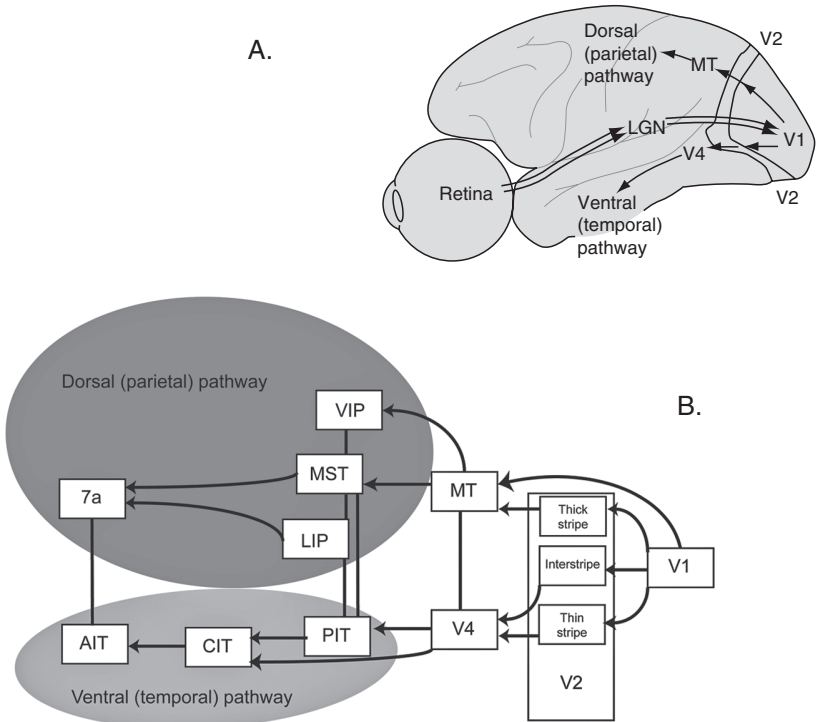 A.
Dorsal
(parietal)
pathway
MT
V2
LGN
V1
V4
Retina
V2
Ventral
(temporal)
pathway
B.
Dorsal (parietal) pathway
VIP
MST
7a
MT
LIP
Thick
stripe
Interstripe
V1
Thin
stripe
AIT
CIT
PIT
V4
V2
Ventral (temporal) pathway